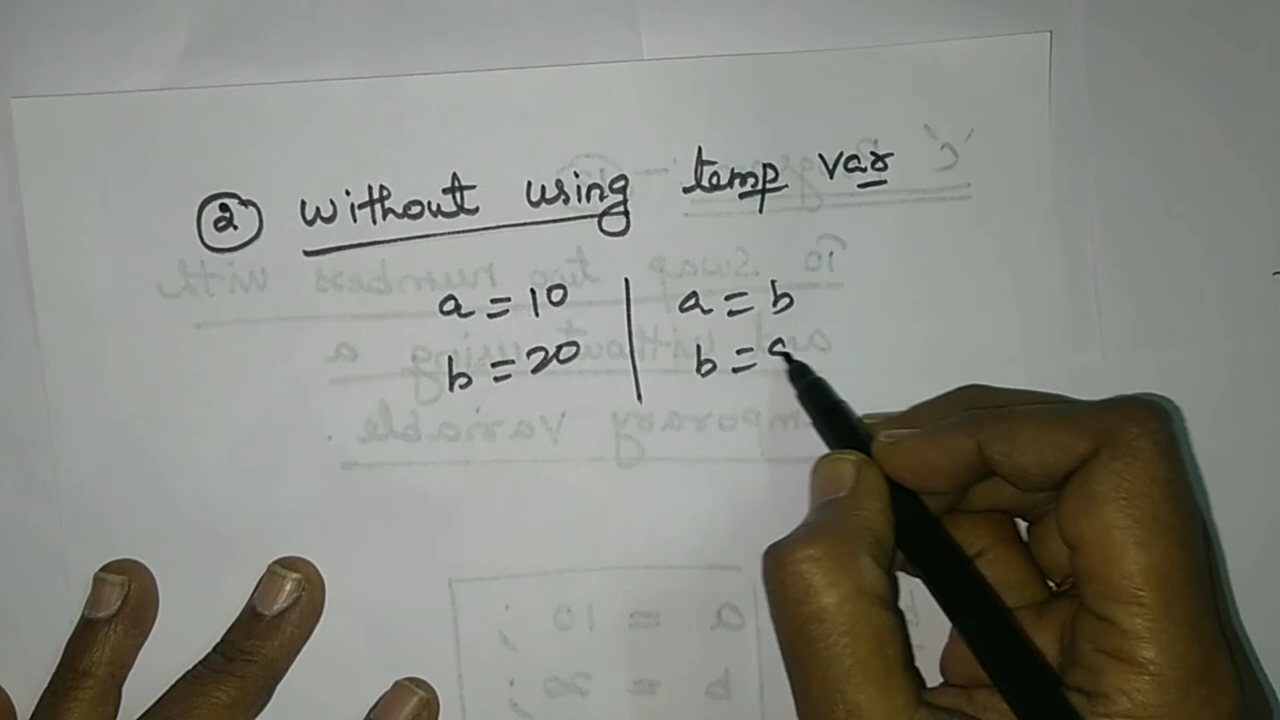 ② without using temp var
a = 10 | a = b
b = 20 | b = a